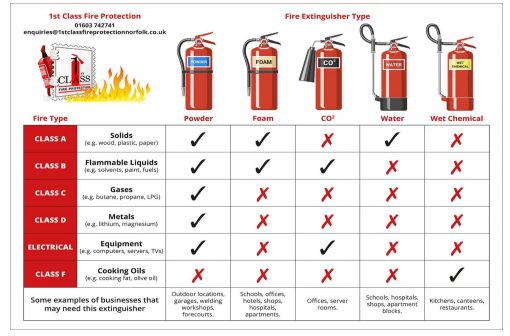 1st Class Fire Protection
01603 742741
enquiries@1stclassfireprotectionnorfolk.co.uk
Fire Extinguisher Type
1
CLASS
FIRE PROTECTION
POWDER
FOAM
CO²
WATER
WET
CHEMICAL
Fire Type
Powder
Foam
CO²
Water
Wet Chemical
CLASS A
Solids
(e.g. wood, plastic, paper)
✓ ✓ ✗ ✓ ✗
CLASS B
Flammable Liquids
(e.g. solvents, paint, fuels)
✓ ✓ ✓ ✗ ✗
CLASS C
Gases
(e.g. butane, propane, LPG)
✓ ✗ ✗ ✗ ✗
CLASS D
Metals
(e.g. lithium, magnesium)
✓ ✗ ✗ ✗ ✗
ELECTRICAL
Equipment
(e.g. computers, servers, TVs)
✓ ✗ ✓ ✗ ✗
CLASS F
Cooking Oils
(e.g. cooking fat, olive oil)
✗ ✗ ✗ ✗ ✓
Some examples of businesses that
may need this extinguisher
Outdoor locations,
garages, welding
workshops,
forecourts.
Schools, offices,
hotels, shops,
hospitals,
apartments.
Offices, server
rooms.
Schools, hospitals,
shops, apartment
blocks.
Kitchens, canteens,
restaurants.